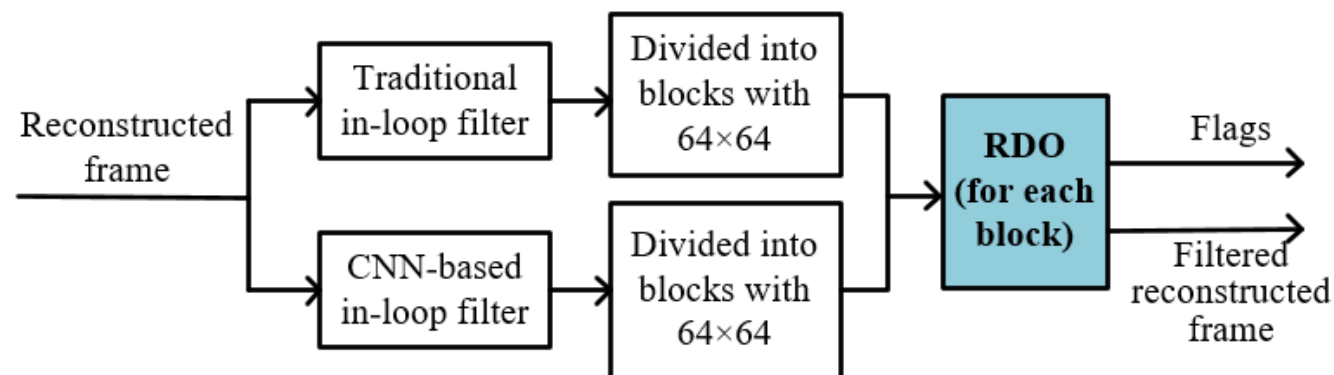 Reconstructed
frame
Traditional
in-loop filter
Divided into
blocks with
64×64
CNN-based
in-loop filter
Divided into
blocks with
64×64
RDO
(for each
block)
Flags
Filtered
reconstructed
frame